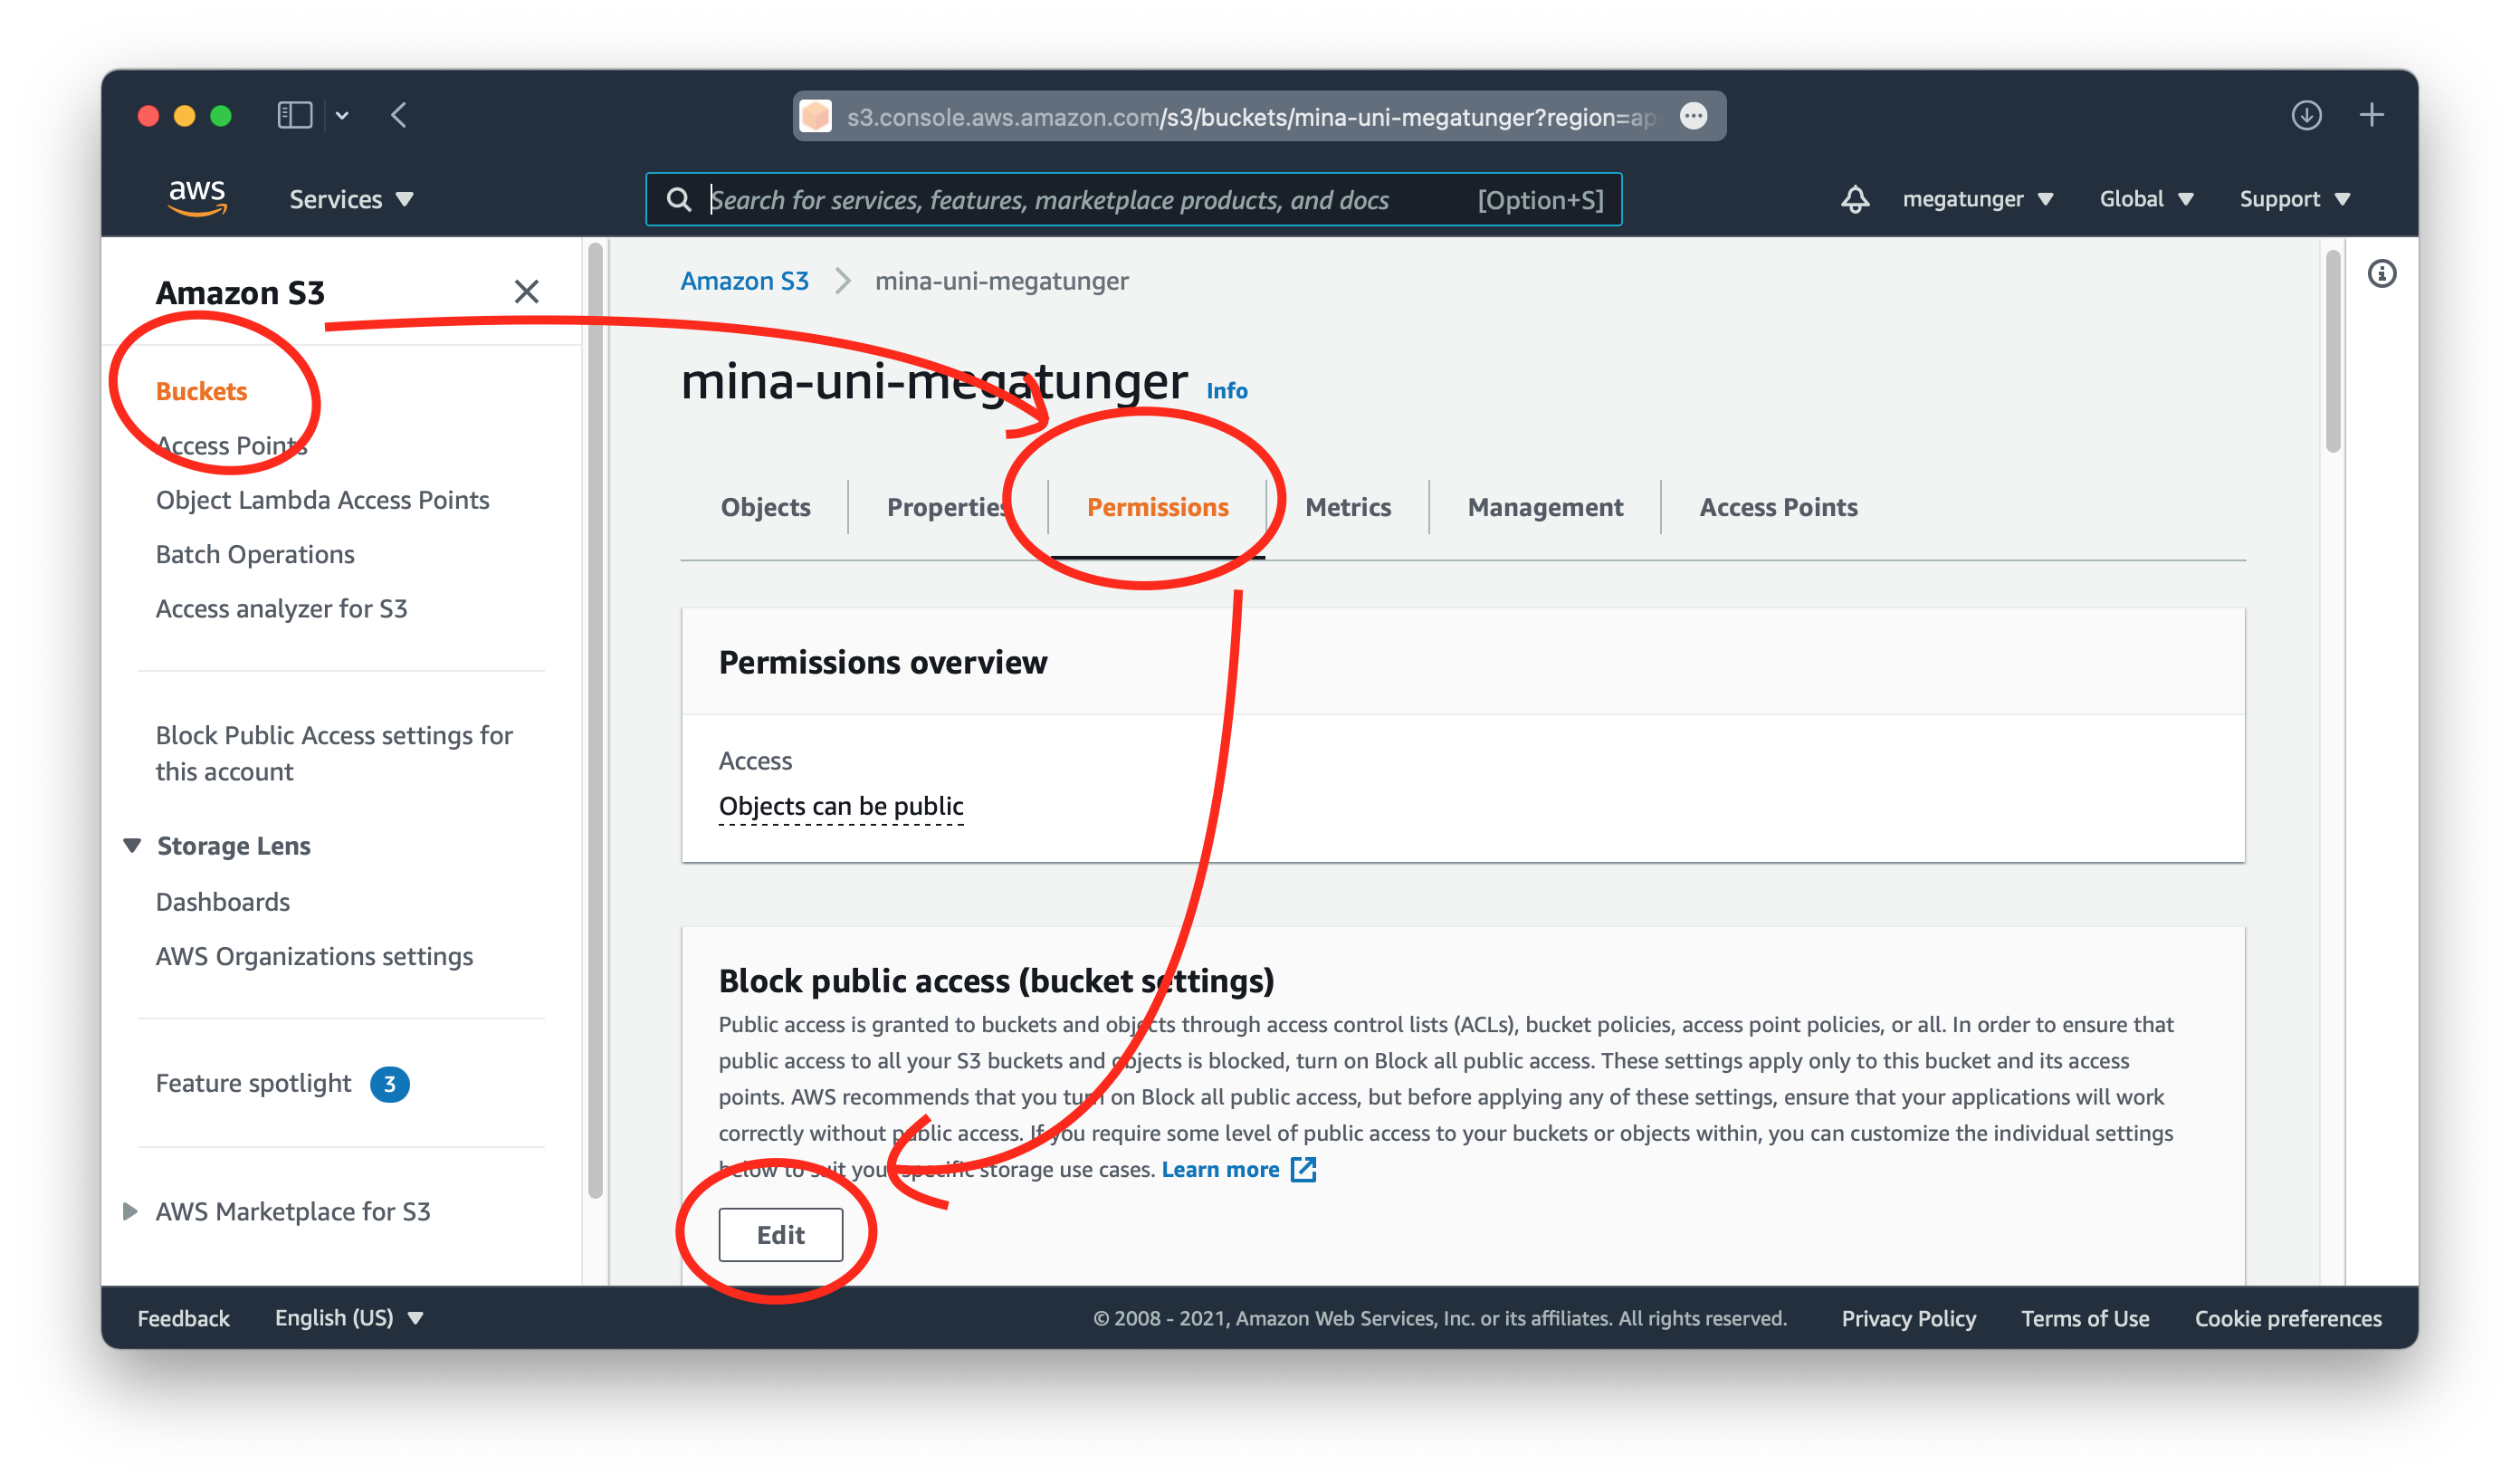 s3.console.aws.amazon.com/s3/buckets/mina-uni-megatunger?region=ap
aws
Services
Search for services, features, marketplace products, and docs
[Option+S]
megatunger
Global
Support
Amazon S3
Buckets
Access Points
Object Lambda Access Points
Batch Operations
Access analyzer for S3
Block Public Access settings for
this account
Storage Lens
Dashboards
AWS Organizations settings
Feature spotlight 3
AWS Marketplace for S3
Amazon S3 > mina-uni-megatunger
mina-uni-megatunger Info
Objects
Properties
Permissions
Metrics
Management
Access Points
Permissions overview
Access
Objects can be public
Block public access (bucket settings)
Public access is granted to buckets and objects through access control lists (ACLs), bucket policies, access point policies, or all. In order to ensure that
public access to all your S3 buckets and objects is blocked, turn on Block all public access. These settings apply only to this bucket and its access
points. AWS recommends that you turn on Block all public access, but before applying any of these settings, ensure that your applications will work
correctly without public access. If you require some level of public access to your buckets or objects within, you can customize the individual settings
below to suit your specific storage use cases. Learn more
Edit
Feedback
English (US)
© 2008 - 2021, Amazon Web Services, Inc. or its affiliates. All rights reserved.
Privacy Policy
Terms of Use
Cookie preferences